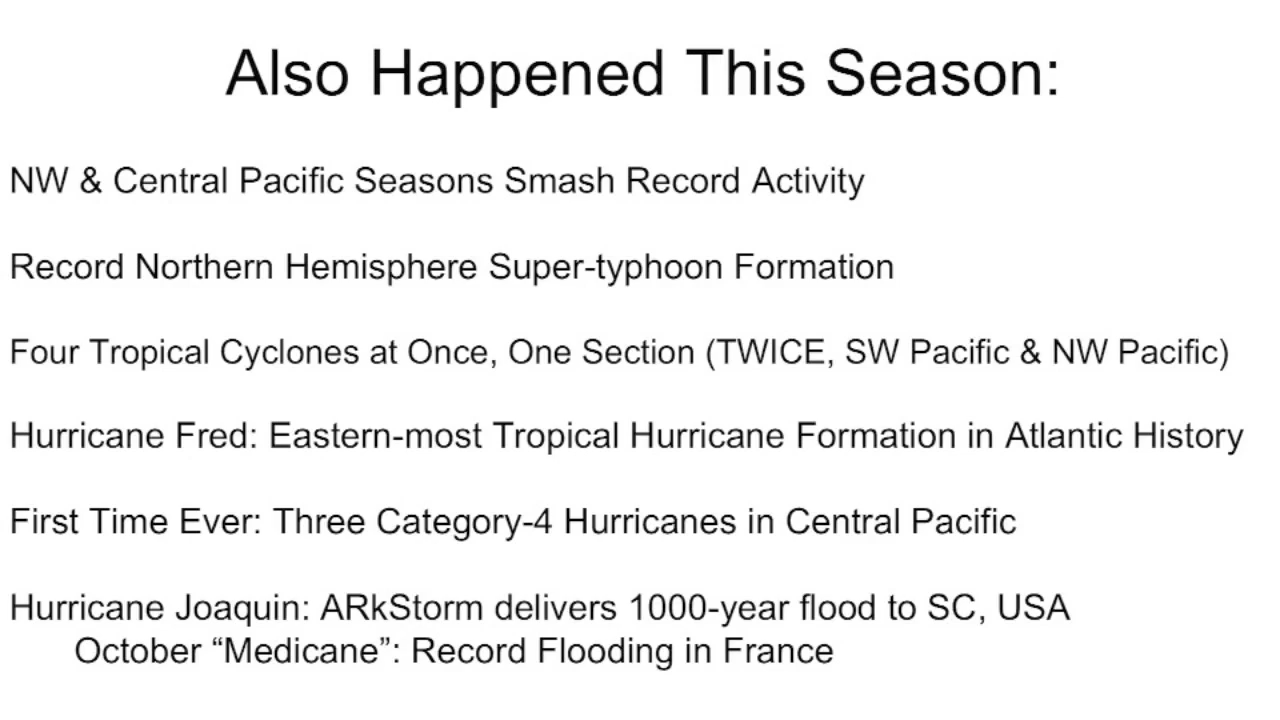 Also Happened This Season:
NW & Central Pacific Seasons Smash Record Activity
Record Northern Hemisphere Super-typhoon Formation
Four Tropical Cyclones at Once, One Section (TWICE, SW Pacific & NW Pacific)
Hurricane Fred: Eastern-most Tropical Hurricane Formation in Atlantic History
First Time Ever: Three Category-4 Hurricanes in Central Pacific
Hurricane Joaquin: ARkStorm delivers 1000-year flood to SC, USA
October “Medicane”: Record Flooding in France